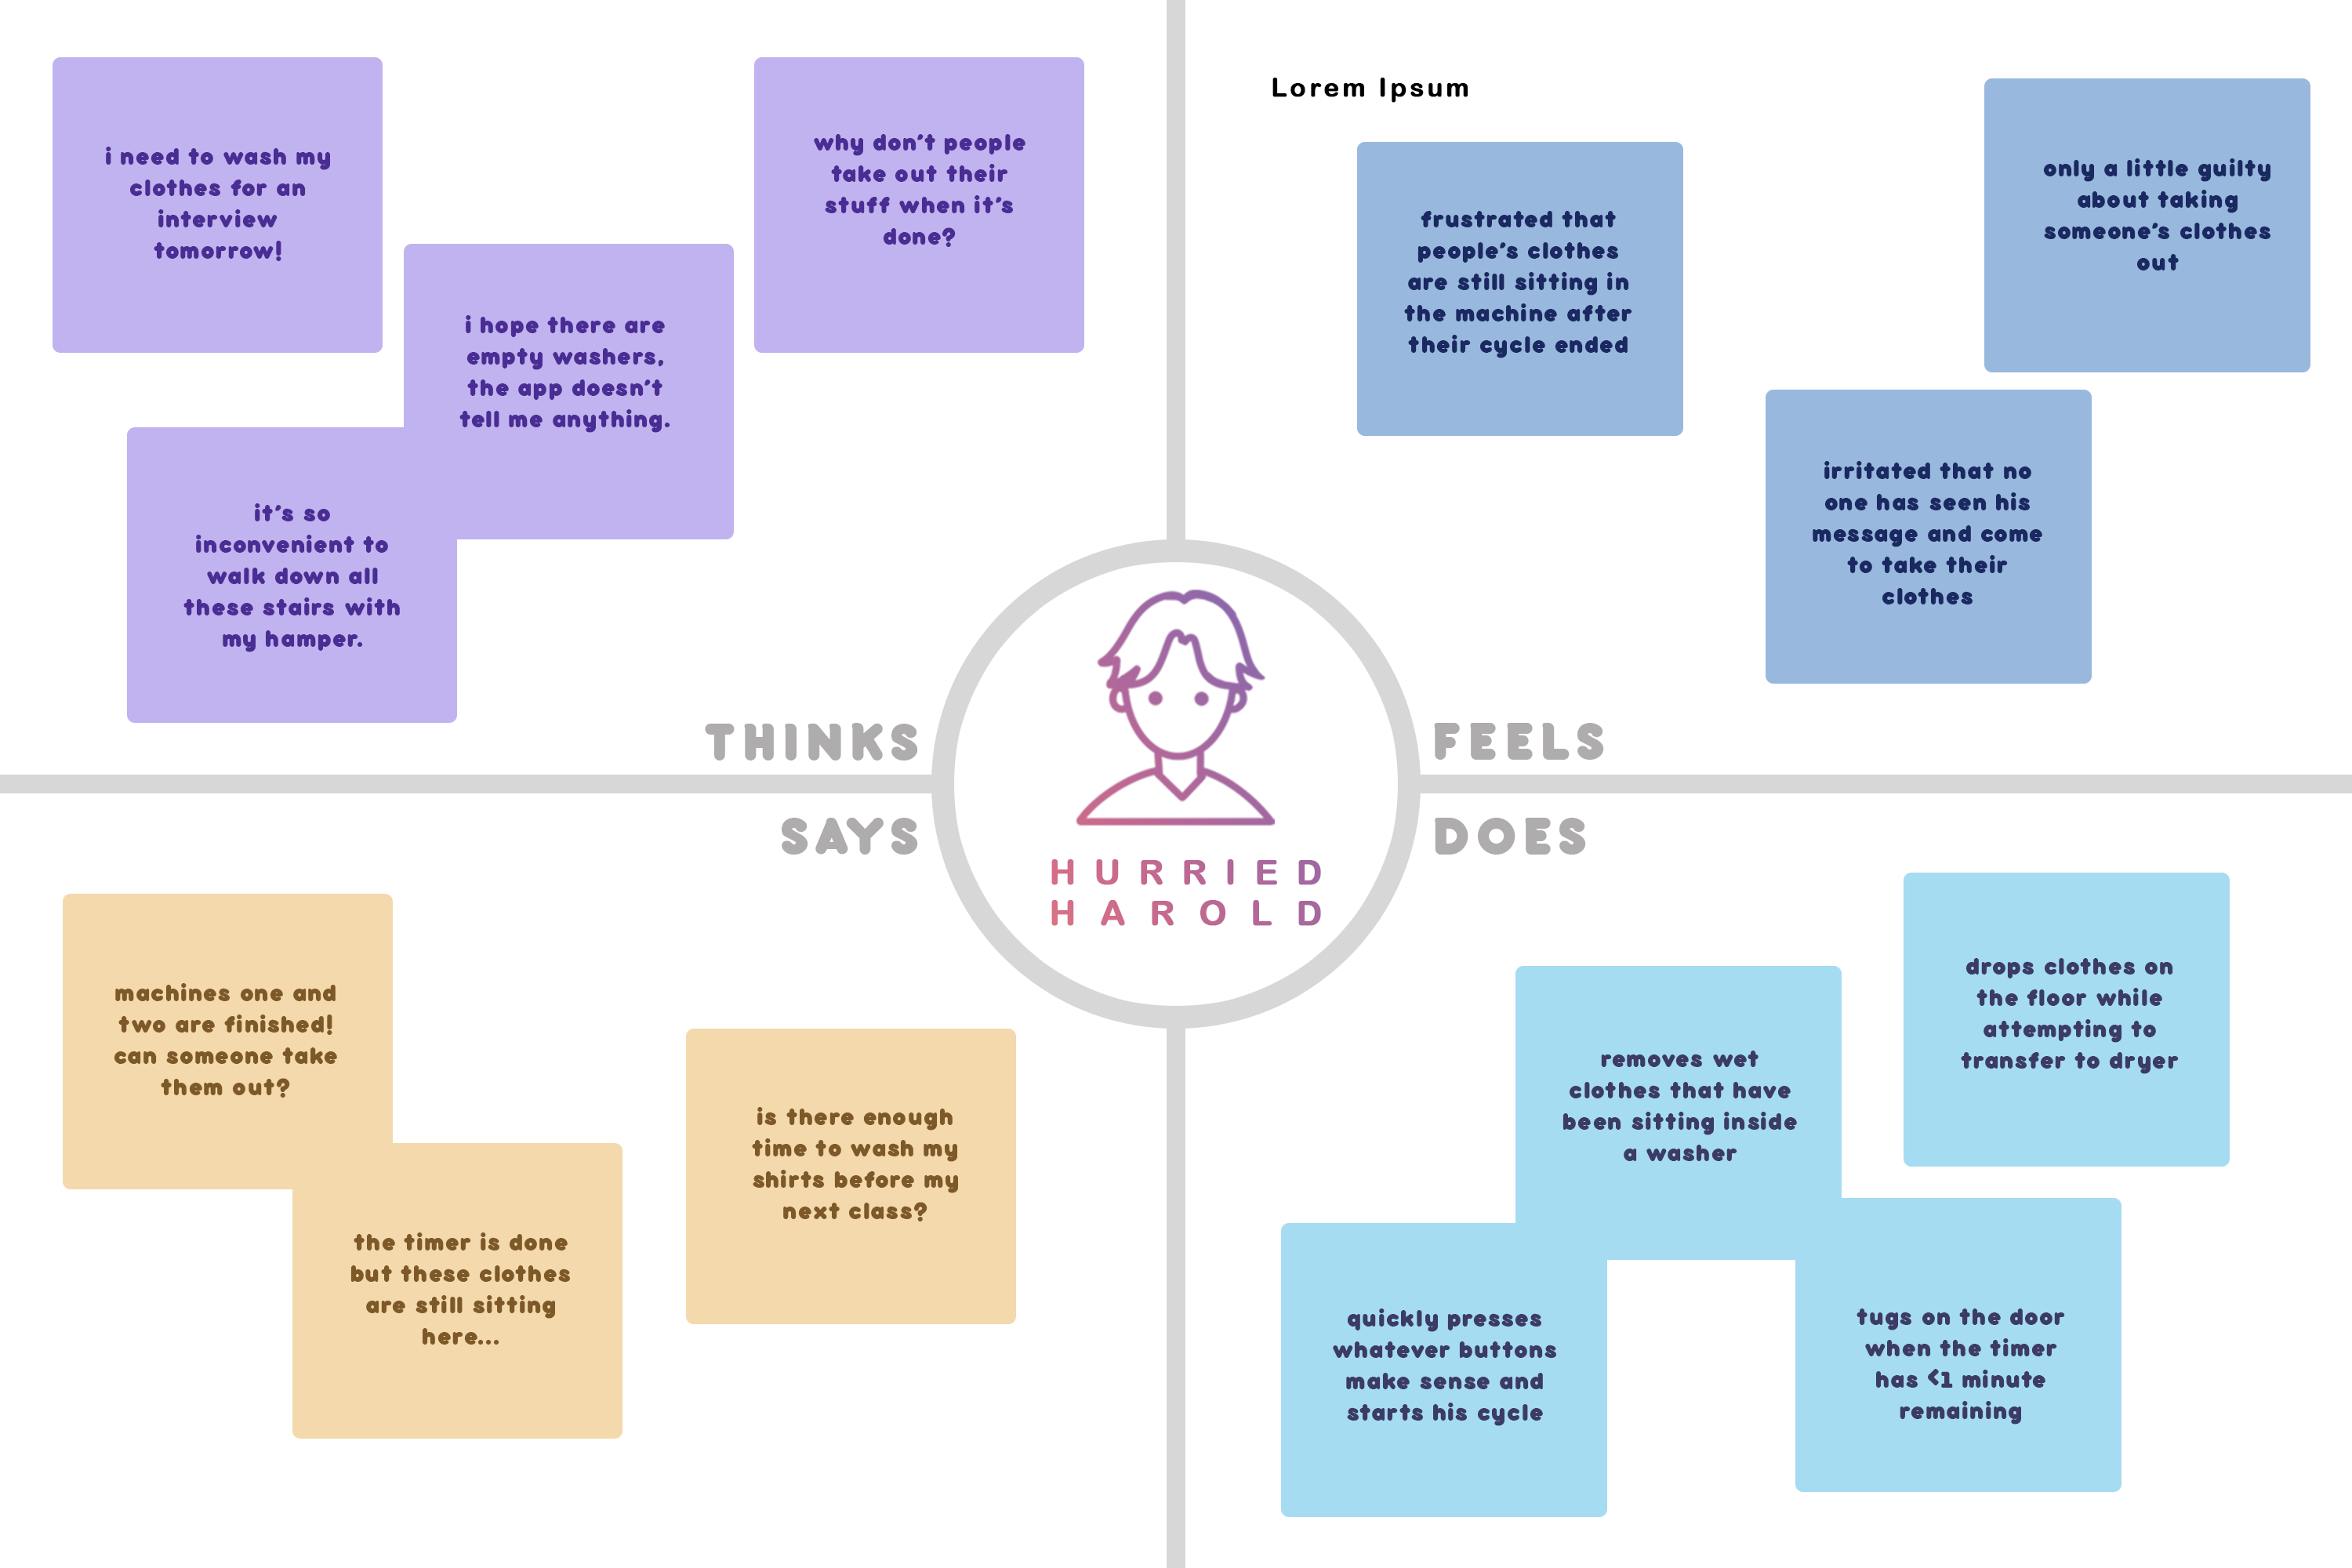 i need to wash my
clothes for an
interview
tomorrow!
why don't people
take out their
stuff when it's
done?
i hope there are
empty washers,
the app doesn't
tell me anything.
it's so
inconvenient to
walk down all
these stairs with
my hamper.
THINKS
Lorem Ipsum
frustrated that
people's clothes
are still sitting in
the machine after
their cycle ended
only a little guilty
about taking
someone's clothes
out
irritated that no
one has seen his
message and come
to take their
clothes
FEELS
HURRIED
HAROLD
SAYS
machines one and
two are finished!
can someone take
them out?
the timer is done
but these clothes
are still sitting
here...
is there enough
time to wash my
shirts before my
next class?
DOES
removes wet
clothes that have
been sitting inside
a washer
drops clothes on
the floor while
attempting to
transfer to dryer
quickly presses
whatever buttons
make sense and
starts his cycle
tugs on the door
when the timer
has <1 minute
remaining